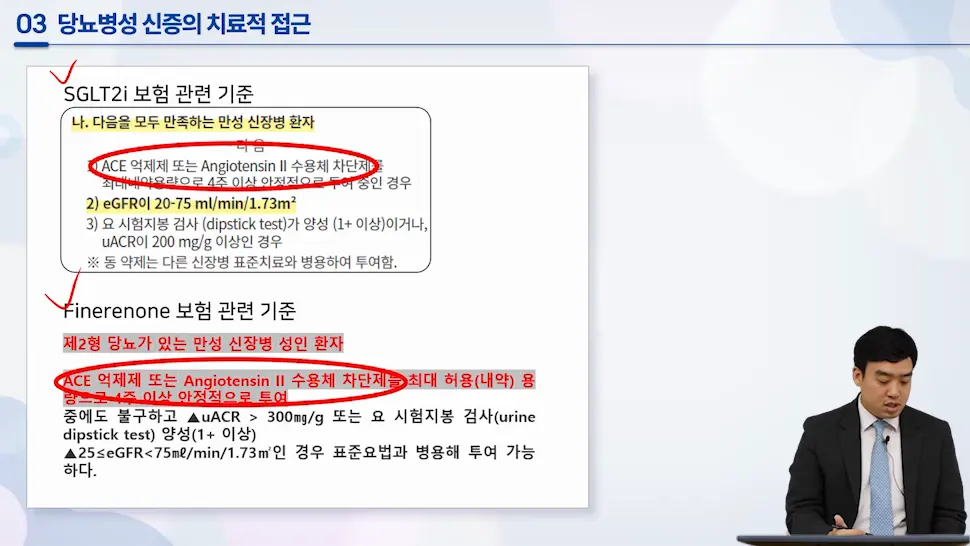 03 당뇨병성 신증의 치료적 접근
SGLT2i 보험 관련 기준
나. 다음을 모두 만족하는 만성 신장병 환자
다 음
1) ACE 억제제 또는 Angiotensin II 수용체 차단제를
최대내약용량으로 4주 이상 안정적으로 투여 중인 경우
2) eGFR이 20-75 ml/min/1.73m²
3) 요 시험지봉 검사 (dipstick test)가 양성 (1+ 이상)이거나,
uACR이 200 mg/g 이상인 경우
※ 동 약제는 다른 신장병 표준치료와 병용하여 투여함.
Finerenone 보험 관련 기준
제2형 당뇨가 있는 만성 신장병 성인 환자
ACE 억제제 또는 Angiotensin II 수용체 차단제를 최대 허용(내약) 용
량으로 4주 이상 안정적으로 투여
중에도 불구하고 ▲uACR > 300㎎/g 또는 요 시험지봉 검사(urine
dipstick test) 양성(1+ 이상)
▲25≤eGFR<75㎖/min/1.73㎡인 경우 표준요법과 병용해 투여 가능
하다.